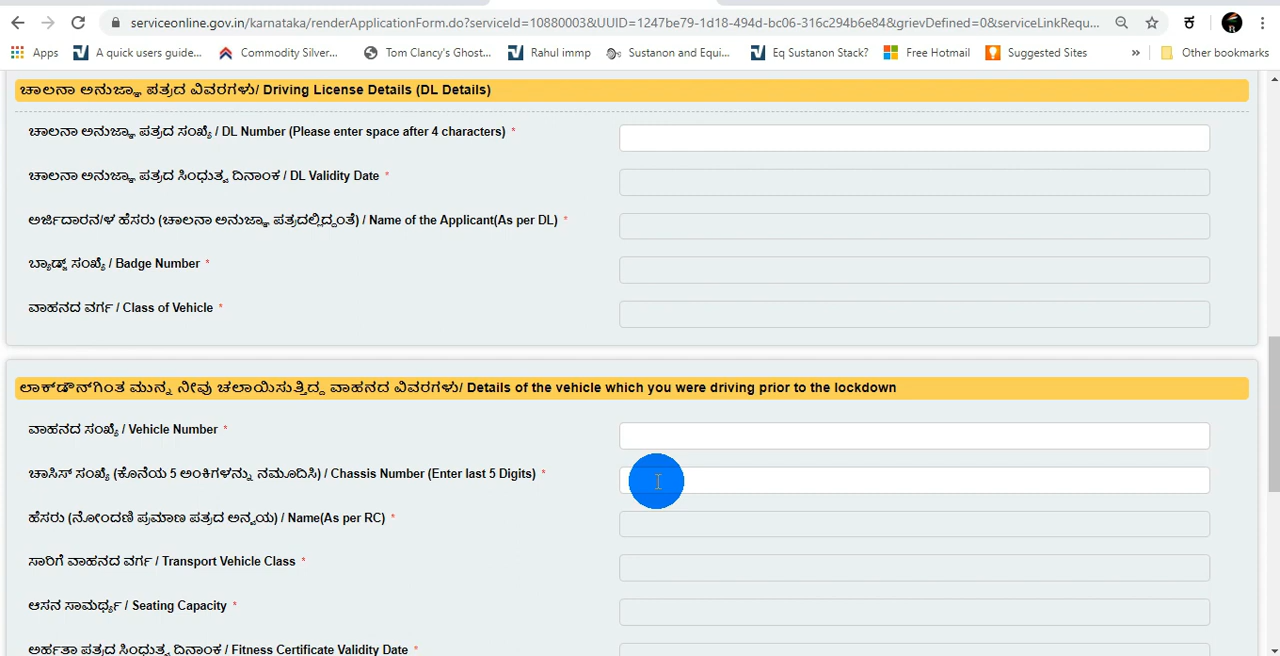 serviceonline.gov.in/karnataka/renderApplicationForm.do?serviceId=10880003&UUID=1247be79-1d18-494d-bc06-316c294b6e84&grievDefined=0&serviceLinkRequ...
Apps A quick users guide... Commodity Silver... Tom Clancy's Ghost... Rahul immp Sustanon and Equi... Eq Sustanon Stack? Free Hotmail Suggested Sites » Other bookmarks
ಚಾಲನಾ ಅನುಜ್ಞಾ ಪತ್ರದ ವಿವರಗಳು/ Driving License Details (DL Details)
ಚಾಲನಾ ಅನುಜ್ಞಾ ಪತ್ರದ ಸಂಖ್ಯೆ / DL Number (Please enter space after 4 characters) *
ಚಾಲನಾ ಅನುಜ್ಞಾ ಪತ್ರದ ಸಿಂಧುತ್ವ ದಿನಾಂಕ / DL Validity Date *
ಅರ್ಜಿದಾರನ/ಳ ಹೆಸರು (ಚಾಲನಾ ಅನುಜ್ಞಾ ಪತ್ರದಲ್ಲಿದ್ದಂತೆ) / Name of the Applicant(As per DL) *
ಬ್ಯಾಡ್ಜ್ ಸಂಖ್ಯೆ / Badge Number *
ವಾಹನದ ವರ್ಗ / Class of Vehicle *
ಲಾಕ್‌ಡೌನ್‌ಗಿಂತ ಮುನ್ನ ನೀವು ಚಲಾಯಿಸುತ್ತಿದ್ದ ವಾಹನದ ವಿವರಗಳು/ Details of the vehicle which you were driving prior to the lockdown
ವಾಹನದ ಸಂಖ್ಯೆ / Vehicle Number *
ಚಾಸಿಸ್ ಸಂಖ್ಯೆ (ಕೊನೆಯ 5 ಅಂಕಿಗಳನ್ನು ನಮೂದಿಸಿ) / Chassis Number (Enter last 5 Digits) *
ಹೆಸರು (ನೋಂದಣಿ ಪ್ರಮಾಣ ಪತ್ರದ ಅನ್ವಯ) / Name(As per RC) *
ಸಾರಿಗೆ ವಾಹನದ ವರ್ಗ / Transport Vehicle Class *
ಆಸನ ಸಾಮರ್ಥ್ಯ / Seating Capacity *
ಅರ್ಹತಾ ಪತ್ರದ ಸಿಂಧುತ್ವ ದಿನಾಂಕ / Fitness Certificate Validity Date *